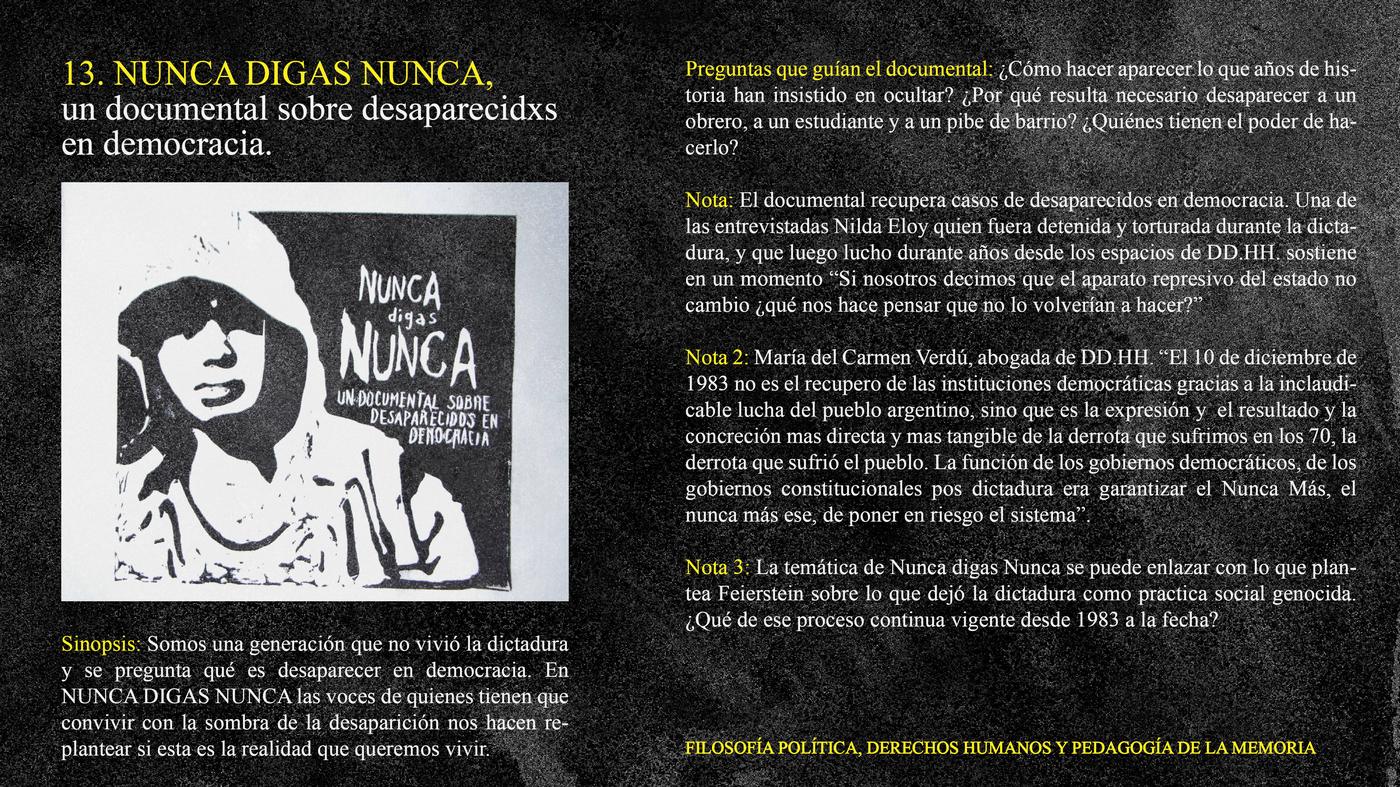 13. NUNCA DIGAS NUNCA,
un documental sobre desaparecidxs
en democracia.
NUNCA
digas
NUNCA
UN DOCUMENTAL SOBRE
DESAPARECIDOS EN
DEMOCRACIA
Sinopsis: Somos una generación que no vivió la dictadura
y se pregunta qué es desaparecer en democracia. En
NUNCA DIGAS NUNCA las voces de quienes tienen que
convivir con la sombra de la desaparición nos hacen re-
plantear si esta es la realidad que queremos vivir.
Preguntas que guían el documental: ¿Cómo hacer aparecer lo que años de his-
toria han insistido en ocultar? ¿Por qué resulta necesario desaparecer a un
obrero, a un estudiante y a un pibe de barrio? ¿Quiénes tienen el poder de ha-
cerlo?
Nota: El documental recupera casos de desaparecidos en democracia. Una de
las entrevistadas Nilda Eloy quien fuera detenida y torturada durante la dicta-
dura, y que luego lucho durante años desde los espacios de DD.HH. sostiene
en un momento “Si nosotros decimos que el aparato represivo del estado no
cambio ¿qué nos hace pensar que no lo volverían a hacer?”
Nota 2: María del Carmen Verdú, abogada de DD.HH. “El 10 de diciembre de
1983 no es el recupero de las instituciones democráticas gracias a la inclaudi-
cable lucha del pueblo argentino, sino que es la expresión y el resultado y la
concreción mas directa y mas tangible de la derrota que sufrimos en los 70, la
derrota que sufrió el pueblo. La función de los gobiernos democráticos, de los
gobiernos constitucionales pos dictadura era garantizar el Nunca Más, el
nunca más ese, de poner en riesgo el sistema”.
Nota 3: La temática de Nunca digas Nunca se puede enlazar con lo que plan-
tea Feierstein sobre lo que dejó la dictadura como practica social genocida.
¿Qué de ese proceso continua vigente desde 1983 a la fecha?
FILOSOFÍA POLÍTICA, DERECHOS HUMANOS Y PEDAGOGÍA DE LA MEMORIA